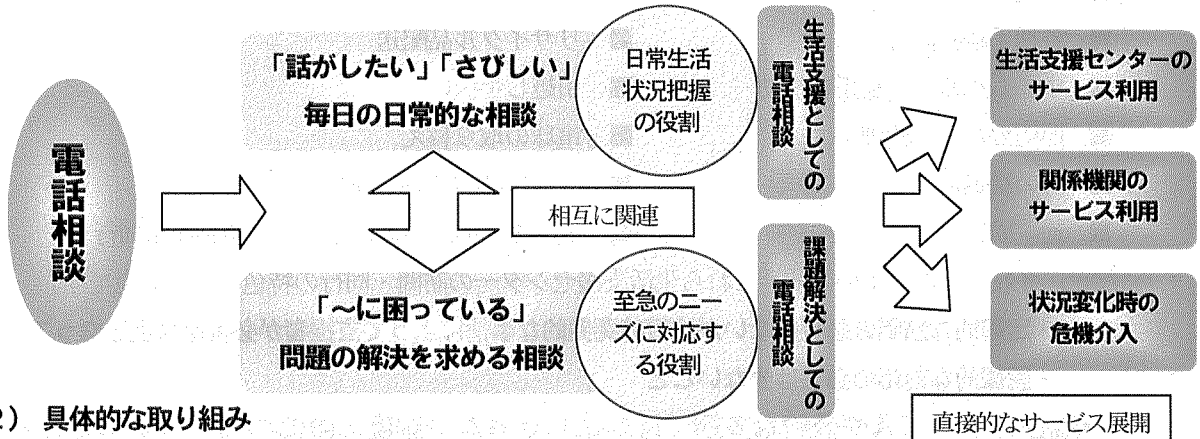 電話相談
「話がしたい」「さびしい」
毎日の日常的な相談
日常生活
状況把握
の役割
生活支援としての
電話相談
相互に関連
「～に困っている」
問題の解決を求める相談
至急のニー
ズに対応す
る役割
課題解決としての
電話相談
生活支援センターの
サービス利用
関係機関の
サービス利用
状況変化時の
危機介入
直接的なサービス展開
2) 具体的な取り組み